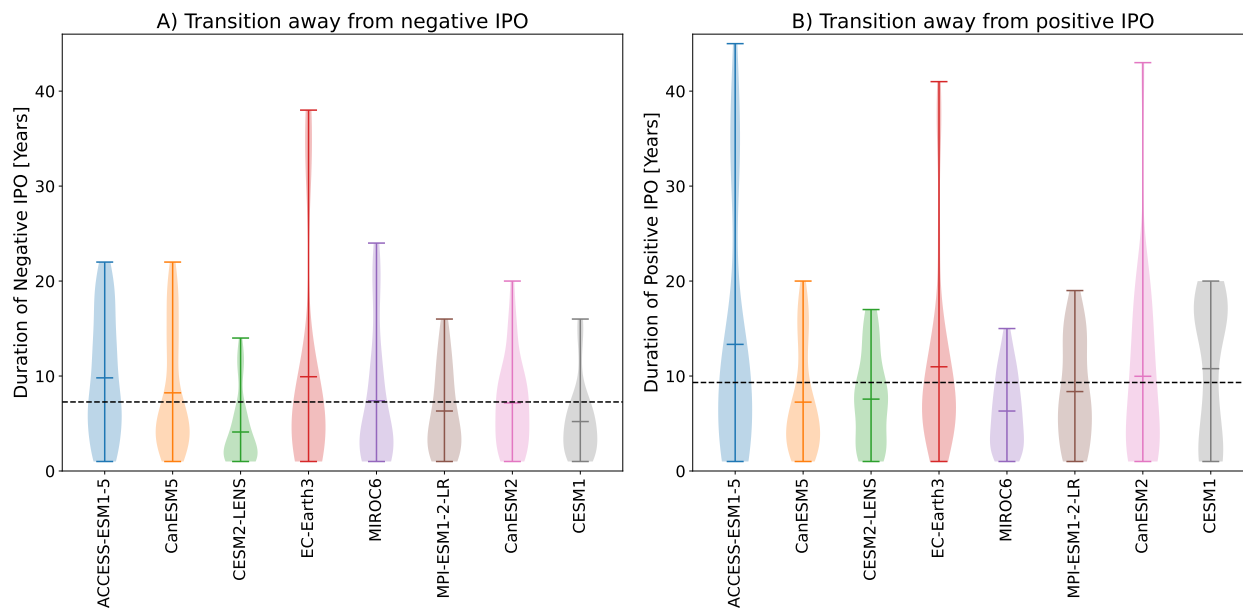 A) Transition away from negative IPO
Duration of Negative IPO [Years]
40
30
20
10
0
ACCESS-ESM1-5
CanESM5
CESM2-LENS
EC-Earth3
MIROC6
MPI-ESM1-2-LR
CanESM2
CESM1
B) Transition away from positive IPO
Duration of Positive IPO [Years]
40
30
20
10
0
ACCESS-ESM1-5
CanESM5
CESM2-LENS
EC-Earth3
MIROC6
MPI-ESM1-2-LR
CanESM2
CESM1